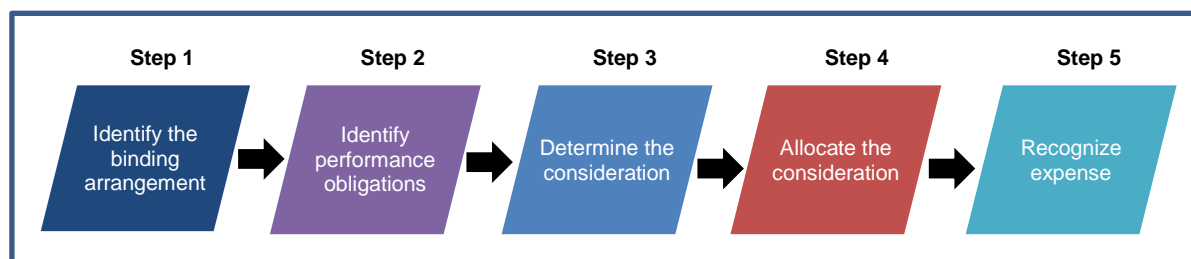 Step 1
Step 2
Step 3
Step 4
Step 5
Identify the
binding
arrangement
Identify
performance
obligations
Determine the
consideration
Allocate the
consideration
Recognize
expense